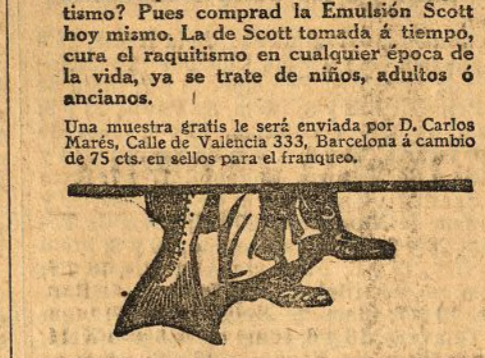 tismo? Pues comprad la Emulsión Scott
hoy mismo. La de Scott tomada á tiempo,
cura el raquitismo en cualquier época de
la vida, ya se trate de niños, adultos ó
ancianos.
Una muestra gratis le será enviada por D. Carlos
Marés, Calle de Valencia 333, Barcelona á cambio
de 75 cts. en sellos para el franqueo.